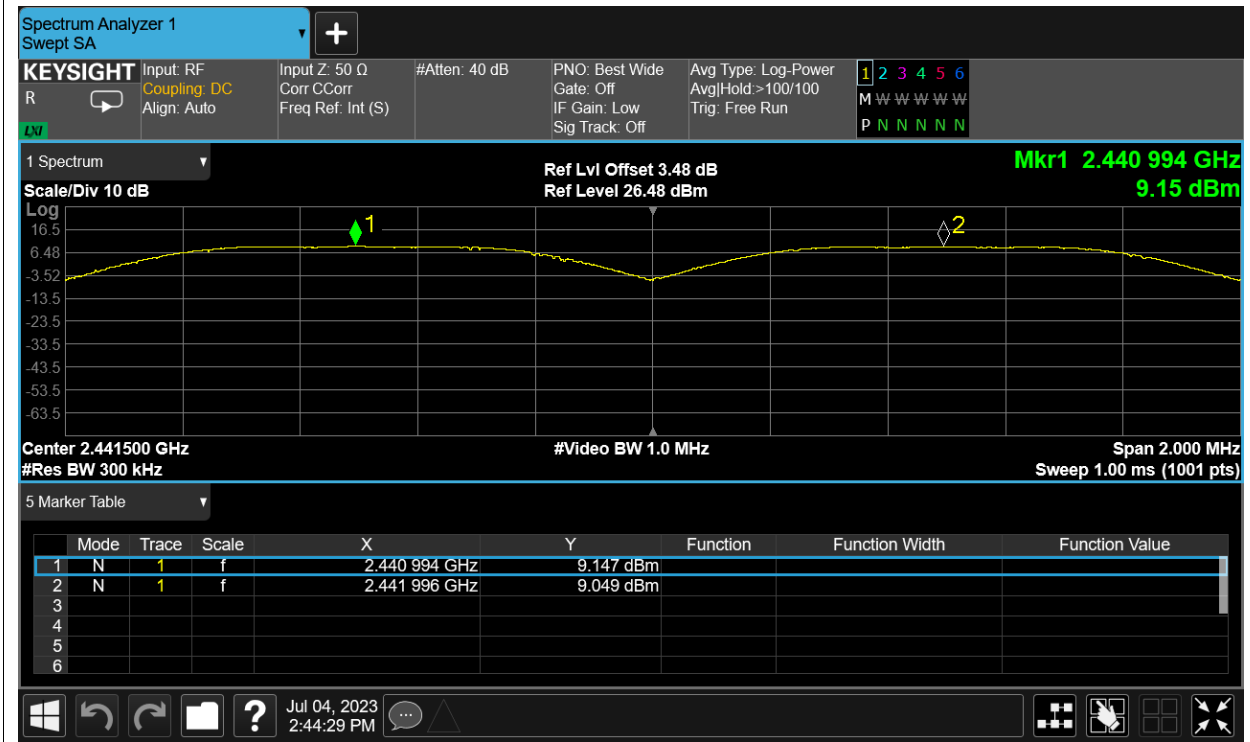 Spectrum Analyzer 1
Swept SA
+
KEYSIGHT
R
LXI
Input: RF
Coupling: DC
Align: Auto
Input Z: 50 Ω
Corr CCorr
Freq Ref: Int (S)
#Atten: 40 dB
PNO: Best Wide
Gate: Off
IF Gain: Low
Sig Track: Off
Avg Type: Log-Power
Avg|Hold:>100/100
Trig: Free Run
1 2 3 4 5 6
M W W W W W
P N N N N N
1 Spectrum
Scale/Div 10 dB
Ref Lvl Offset 3.48 dB
Ref Level 26.48 dBm
Mkr1 2.440 994 GHz
9.15 dBm
Log
16.5
6.48
-3.52
-13.5
-23.5
-33.5
-43.5
-53.5
-63.5
1
2
Center 2.441500 GHz
#Res BW 300 kHz
#Video BW 1.0 MHz
Span 2.000 MHz
Sweep 1.00 ms (1001 pts)
5 Marker Table
Mode Trace Scale X Y Function Function Width Function Value
1 N 1 f 2.440 994 GHz 9.147 dBm
2 N 1 f 2.441 996 GHz 9.049 dBm
3
4
5
6
?
Jul 04, 2023
2:44:29 PM